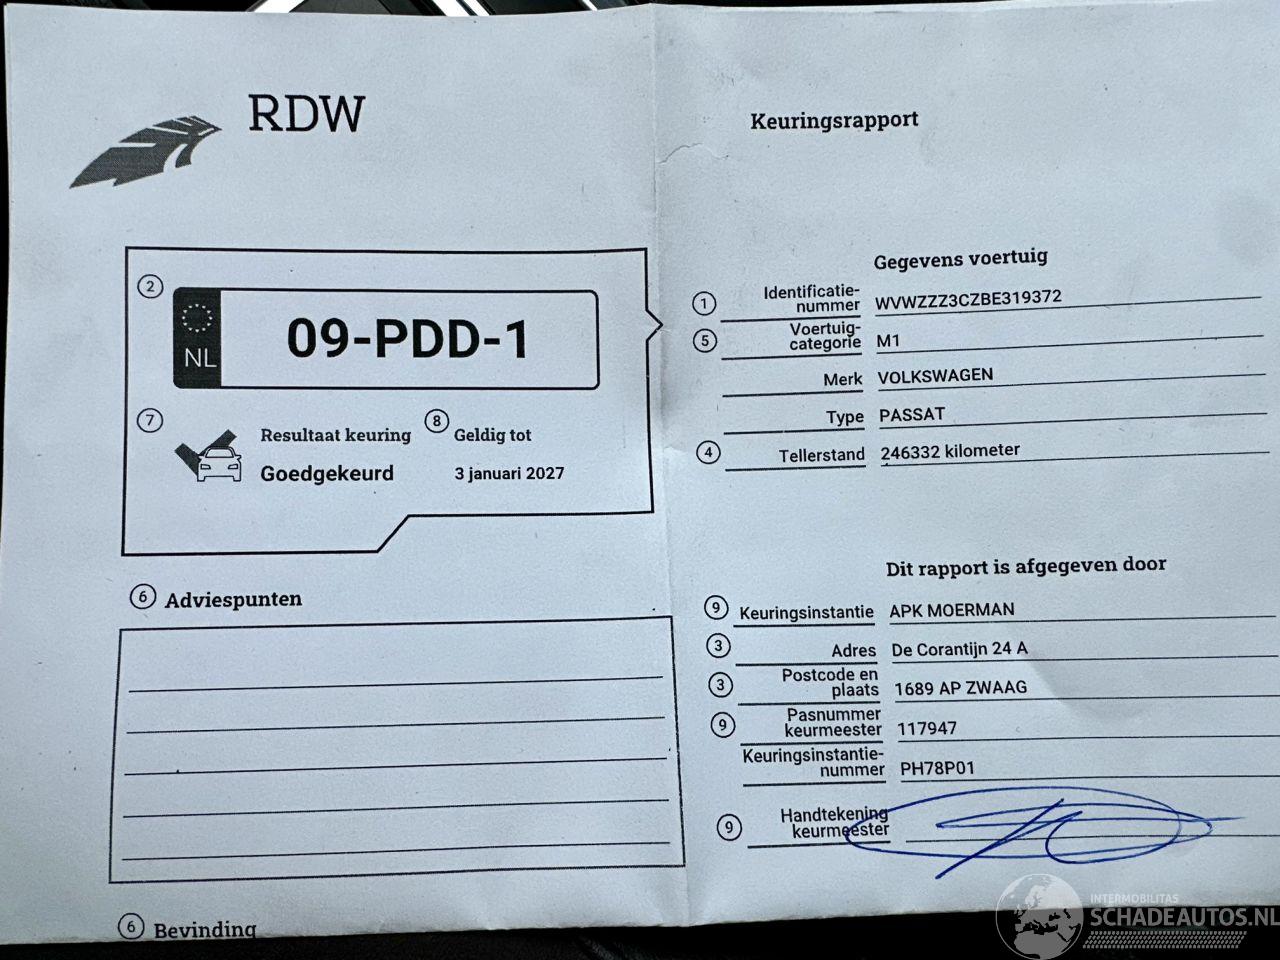 RDW
Keuringsrapport
2
NL
09-PDD-1
7
Resultaat keuring
Goedgekeurd
8
Geldig tot
3 januari 2027
6 Adviespunten
6 Bevinding
Gegevens voertuig
1 Identificatie-
nummer WVWZZZ3CZBE319372
5 Voertuig-
categorie M1
Merk VOLKSWAGEN
Type PASSAT
4 Tellerstand 246332 kilometer
Dit rapport is afgegeven door
9 Keuringsinstantie APK MOERMAN
3 Adres De Corantijn 24 A
3 Postcode en
plaats 1689 AP ZWAAG
9 Pasnummer
keurmeester 117947
Keuringsinstantie-
nummer PH78P01
9 Handtekening
keurmeester
INTERMOBILITAS
SCHADEAUTOS.NL